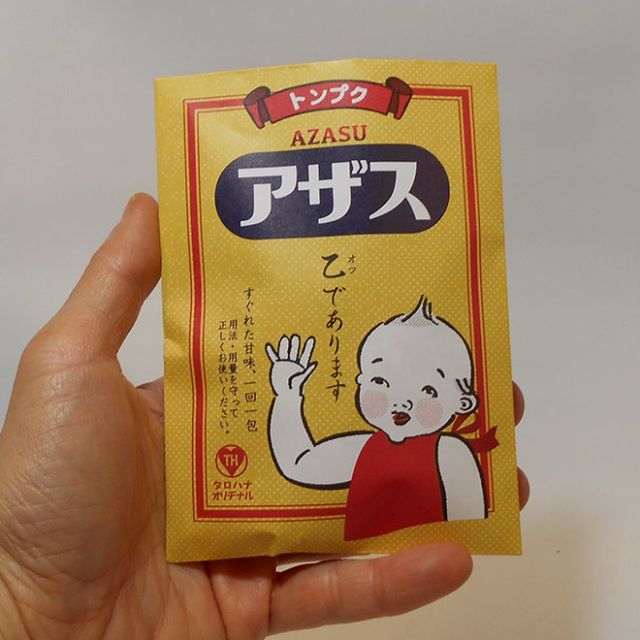 トンプク
AZASU
アザス
乙であります
オツ
すぐれた甘味、一回一包
用法・用量を守って
正しくお使いください。
TH
タロハナ
オリヂナル